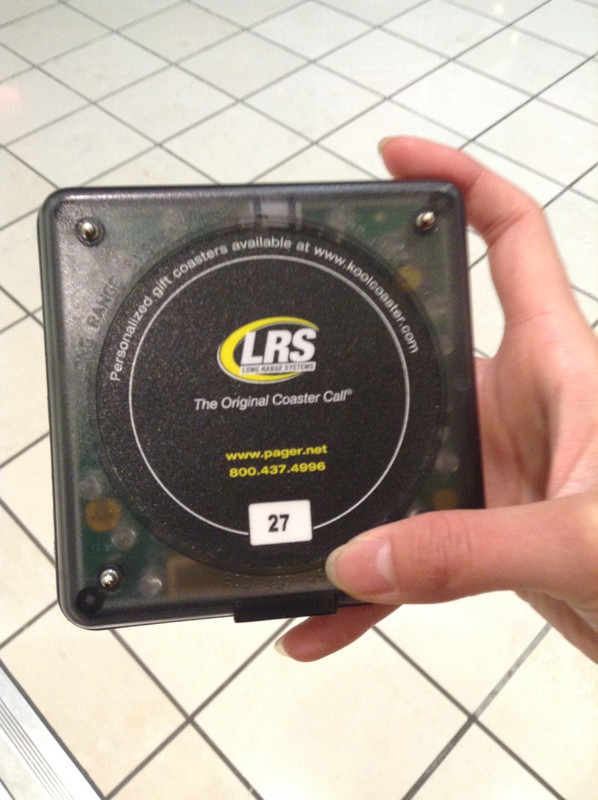 Personalized gift coasters available at www.koolcoaster.com
LRS
LONG RANGE SYSTEMS
The Original Coaster Call®
www.pager.net
800.437.4996
27
RANGE